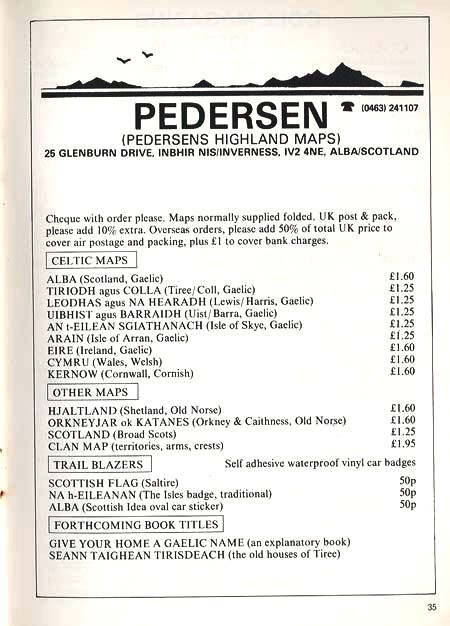 PEDERSEN ☎ (0463) 241107
(PEDERSENS HIGHLAND MAPS)
25 GLENBURN DRIVE, INBHIR NIS/INVERNESS, IV2 4NE, ALBA/SCOTLAND
Cheque with order please. Maps normally supplied folded. UK post & pack,
please add 10% extra. Overseas orders, please add 50% of total UK price to
cover air postage and packing, plus £1 to cover bank charges.
CELTIC MAPS
ALBA (Scotland, Gaelic) £1.60
TIRIODH agus COLLA (Tiree/Coll, Gaelic) £1.25
LEODHAS agus NA HEARADH (Lewis/Harris, Gaelic) £1.25
UIBHIST agus BARRAIDH (Uist/Barra, Gaelic) £1.25
AN t-EILEAN SGIATHANACH (Isle of Skye, Gaelic) £1.25
ARAIN (Isle of Arran, Gaelic) £1.25
EIRE (Ireland, Gaelic) £1.60
CYMRU (Wales, Welsh) £1.60
KERNOW (Cornwall, Cornish) £1.60
OTHER MAPS
HJALTLAND (Shetland, Old Norse) £1.60
ORKNEYJAR ok KATANES (Orkney & Caithness, Old Norse) £1.60
SCOTLAND (Broad Scots) £1.25
CLAN MAP (territories, arms, crests) £1.95
TRAIL BLAZERS Self adhesive waterproof vinyl car badges
SCOTTISH FLAG (Saltire) 50p
NA h-EILEANAN (The Isles badge, traditional) 50p
ALBA (Scottish Idea oval car sticker) 50p
FORTHCOMING BOOK TITLES
GIVE YOUR HOME A GAELIC NAME (an explanatory book)
SEANN TAIGHEAN TIRISDEACH (the old houses of Tiree)
35